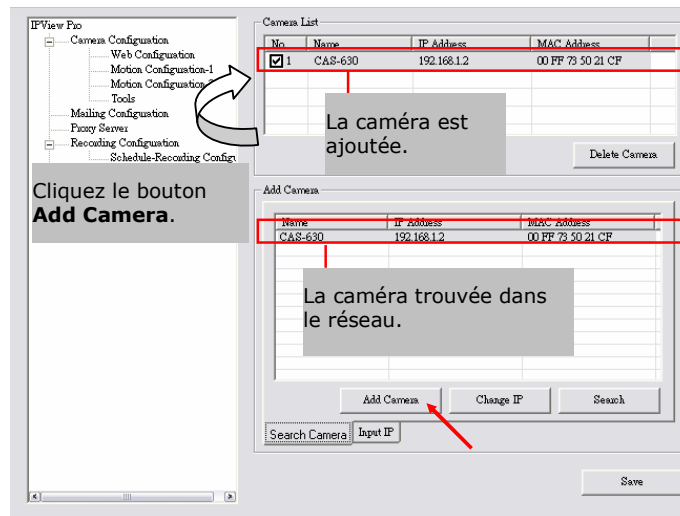 IPView Pro
Camera Configuration
Web Configuration
Motion Configuration-1
Motion Configuration-
Tools
Mailing Configuration
Proxy Server
Recording Configuration
Schedule-Recording Configu
Cliquez le bouton
Add Camera.
Camera List
No. Name IP Address MAC Address
1 CAS-630 192.168.1.2 00 FF 73 50 21 CF
La caméra est
ajoutée.
Delete Camera
Add Camera
Name IP Address MAC Address
CAS-630 192.168.1.2 00 FF 73 50 21 CF
La caméra trouvée dans
le réseau.
Add Camera Change IP Search
Search Camera Input IP
Save